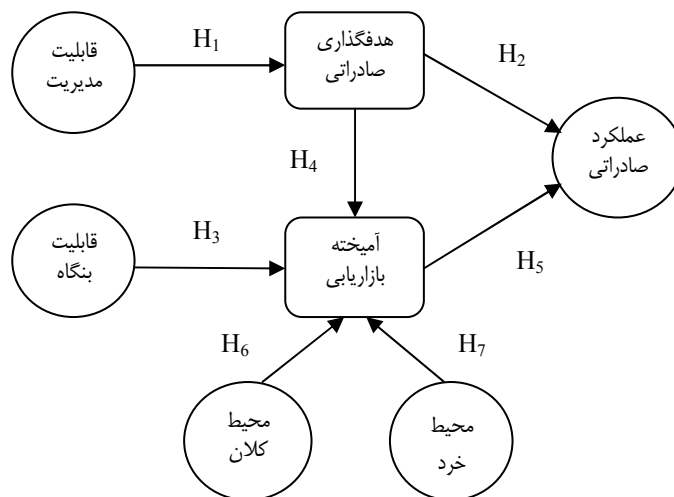 قابلیت
مدیریت
H1
هدفگذاری
صادراتی
H2
عملکرد
صادراتی
H4
قابلیت
بنگاه
H3
آمیخته
بازاریابی
H5
H6
H7
محیط
کلان
محیط
خرد